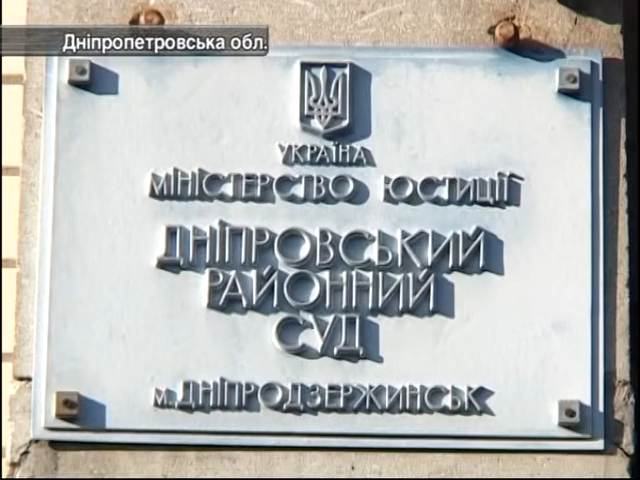 Дніпропетровська обл.
УКРАЇНА
МІНІСТЕРСТВО ЮСТИЦІЇ
ДНІПРОВСЬКИЙ
РАЙОННИЙ
СУД
м. ДНІПРОДЗЕРЖИНСЬК